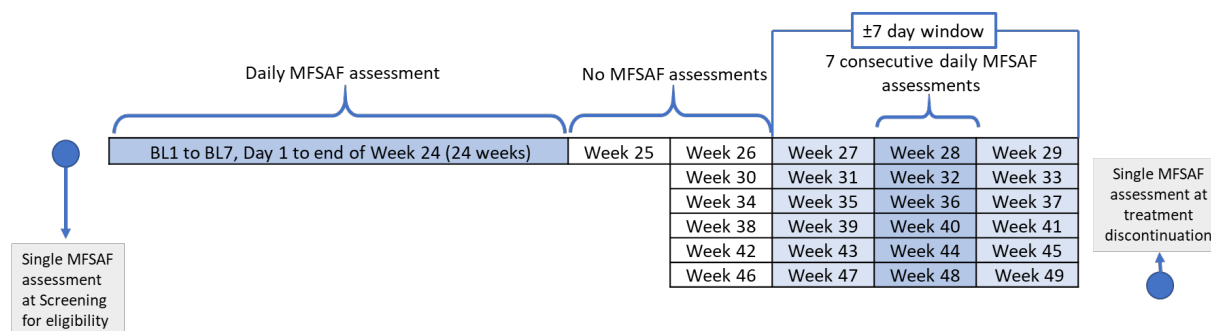 ±7 day window
Daily MFSAF assessment
No MFSAF assessments
7 consecutive daily MFSAF
assessments
BL1 to BL7, Day 1 to end of Week 24 (24 weeks)
Week 25
Week 26
Week 27
Week 28
Week 29
Week 30
Week 31
Week 32
Week 33
Week 34
Week 35
Week 36
Week 37
Week 38
Week 39
Week 40
Week 41
Week 42
Week 43
Week 44
Week 45
Week 46
Week 47
Week 48
Week 49
Single MFSAF
assessment
at Screening
for eligibility
Single MFSAF
assessment at
treatment
discontinuation